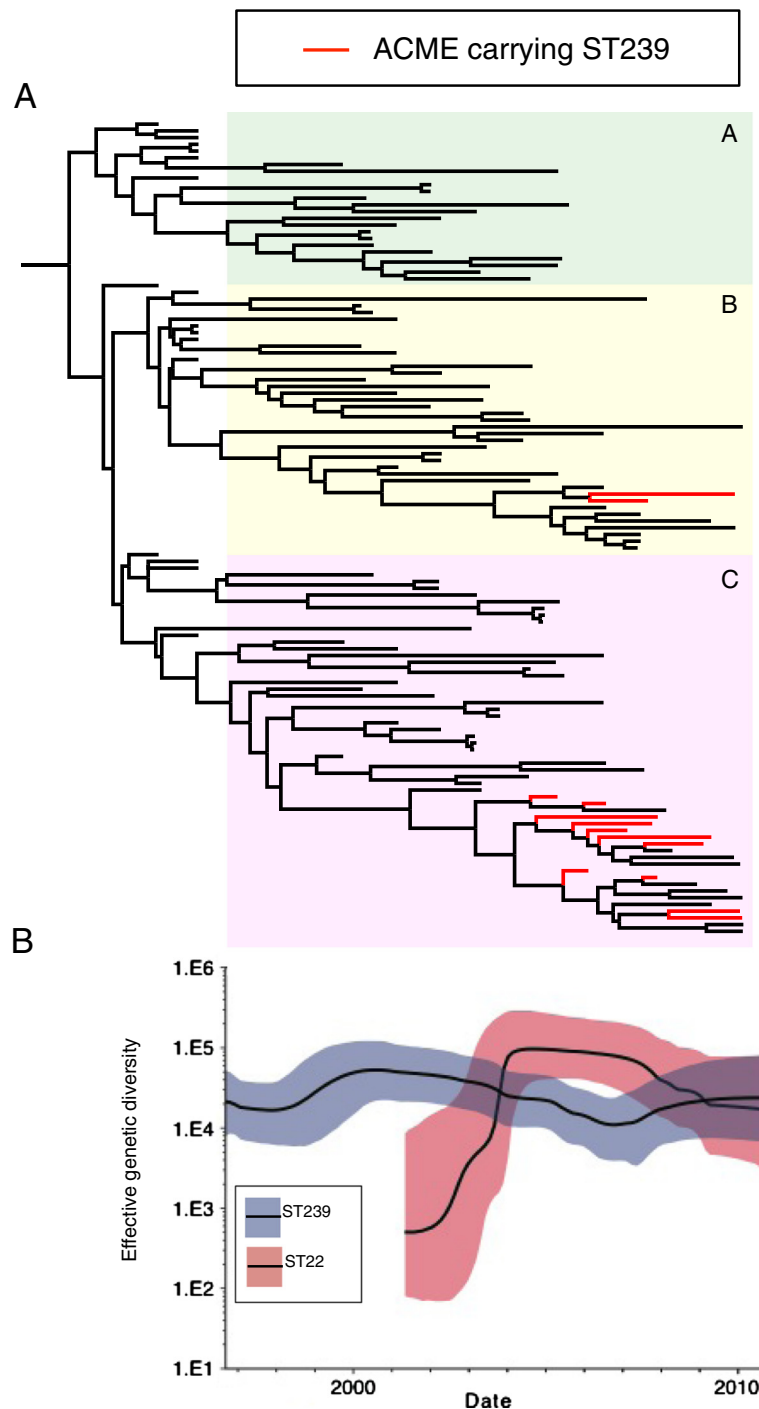 ACME carrying ST239
A
A
B
C
B
1.E6
1.E5
1.E4
1.E3
1.E2
1.E1
Effective genetic diversity
ST239
ST22
2000
2010
Date